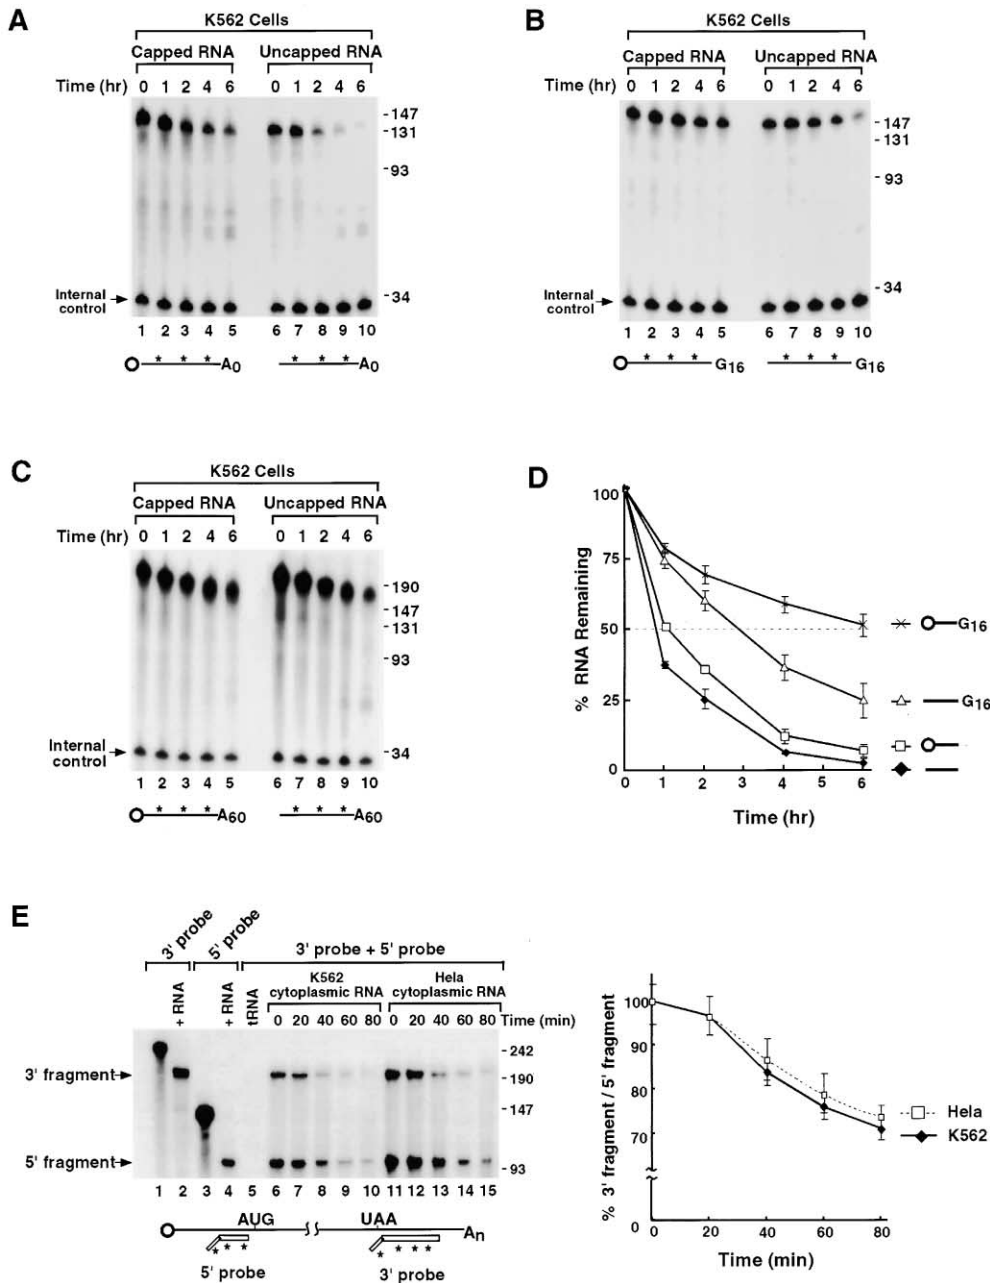 A
K562 Cells
Capped RNA Uncapped RNA
Time (hr) 0 1 2 4 6 0 1 2 4 6
-147
-131
-93
Internal control
-34
1 2 3 4 5 6 7 8 9 10
* * * A0 * * * A0
B
K562 Cells
Capped RNA Uncapped RNA
Time (hr) 0 1 2 4 6 0 1 2 4 6
-147
-131
-93
Internal control
-34
1 2 3 4 5 6 7 8 9 10
* * * G16 * * * G16
C
K562 Cells
Capped RNA Uncapped RNA
Time (hr) 0 1 2 4 6 0 1 2 4 6
-190
-147
-131
-93
Internal control
-34
1 2 3 4 5 6 7 8 9 10
* * * A60 * * * A60
D
% RNA Remaining
100
75
50
25
0
0 1 2 3 4 5 6
Time (hr)
G16
G16
E
3' probe
5' probe
3' probe + 5' probe
+ RNA
+ RNA
tRNA
K562 cytoplasmic RNA
Hela cytoplasmic RNA
0 20 40 60 80 0 20 40 60 80 Time (min)
3' fragment
5' fragment
- 242
- 190
- 147
- 93
1 2 3 4 5 6 7 8 9 10 11 12 13 14 15
AUG UAA An
* * * * * * *
5' probe 3' probe
% 3' fragment / 5' fragment
100
90
80
70
0
0 20 40 60 80
Time (min)
Hela
K562